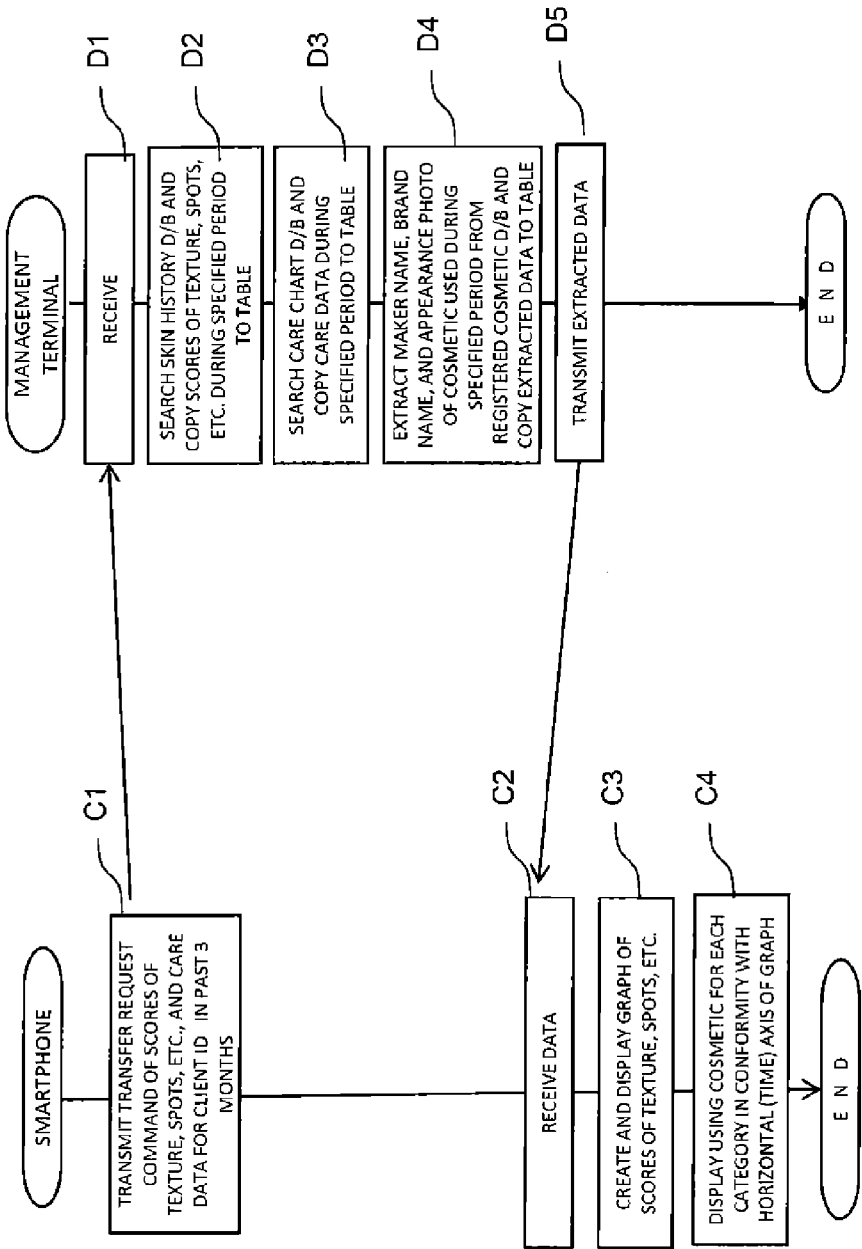 SMARTPHONE
C1
TRANSMIT TRANSFER REQUEST
COMMAND OF SCORES OF
TEXTURE, SPOTS, ETC., AND CARE
DATA FOR CLIENT ID IN PAST 3
MONTHS
C2
RECEIVE DATA
C3
CREATE AND DISPLAY GRAPH OF
SCORES OF TEXTURE, SPOTS, ETC.
C4
DISPLAY USING COSMETIC FOR EACH
CATEGORY IN CONFORMITY WITH
HORIZONTAL (TIME) AXIS OF GRAPH
END
MANAGEMENT
TERMINAL
D1
RECEIVE
D2
SEARCH SKIN HISTORY D/B AND
COPY SCORES OF TEXTURE, SPOTS,
ETC. DURING SPECIFIED PERIOD
TO TABLE
D3
SEARCH CARE CHART D/B AND
COPY CARE DATA DURING
SPECIFIED PERIOD TO TABLE
D4
EXTRACT MAKER NAME, BRAND
NAME, AND APPEARANCE PHOTO
OF COSMETIC USED DURING
SPECIFIED PERIOD FROM
REGISTERED COSMETIC D/B AND
COPY EXTRACTED DATA TO TABLE
D5
TRANSMIT EXTRACTED DATA
END